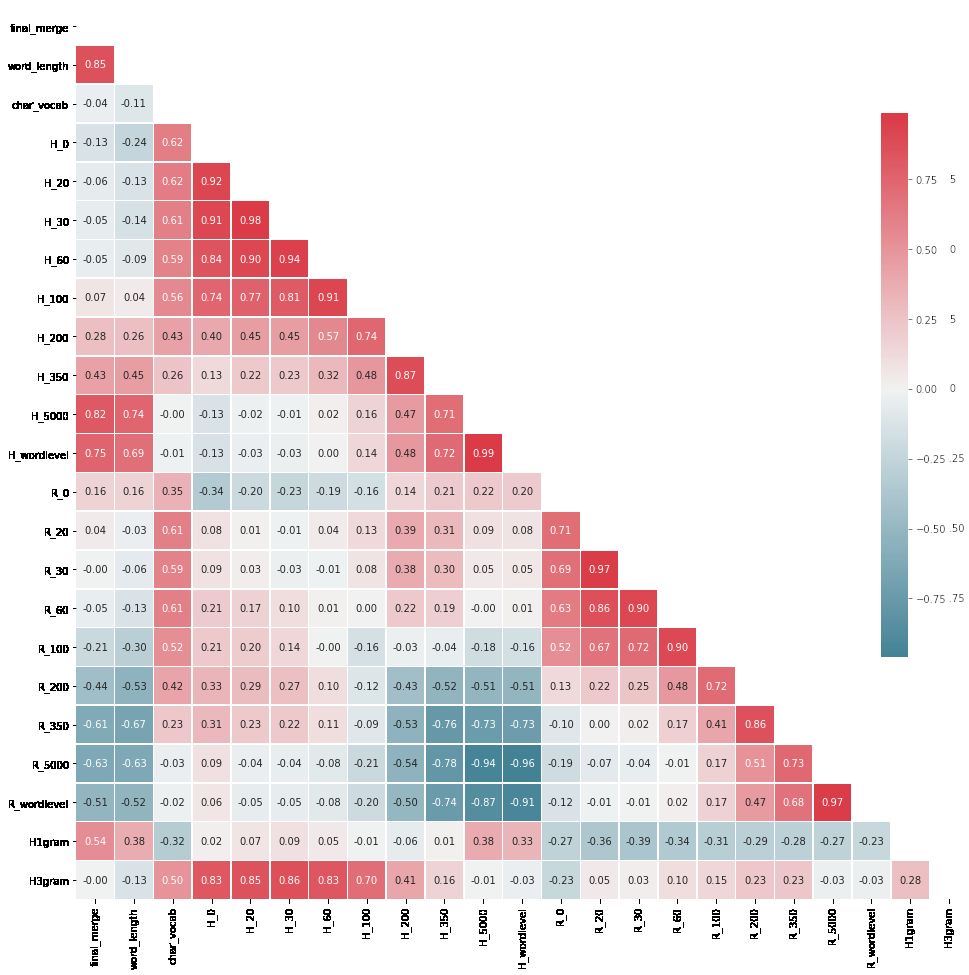 final_merge
word_length 0.85
char_vocab -0.04 -0.11
H_0 -0.13 -0.24 0.62
H_20 -0.06 -0.13 0.62 0.92 0.75 5
H_30 -0.05 -0.14 0.61 0.91 0.98
H_60 -0.05 -0.09 0.59 0.84 0.90 0.94 0.50 0
H_100 0.07 0.04 0.56 0.74 0.77 0.81 0.91
H_200 0.28 0.26 0.43 0.40 0.45 0.45 0.57 0.74 0.25 5
H_350 0.43 0.45 0.26 0.13 0.22 0.23 0.32 0.48 0.87 0.00 0
H_5000 0.82 0.74 -0.00 -0.13 -0.02 -0.01 0.02 0.16 0.47 0.71
H_wordlevel 0.75 0.69 -0.01 -0.13 -0.03 -0.03 0.00 0.14 0.48 0.72 0.99 -0.25 .25
R_0 0.16 0.16 0.35 -0.34 -0.20 -0.23 -0.19 -0.16 0.14 0.21 0.22 0.20
R_20 0.04 -0.03 0.61 0.08 0.01 -0.01 0.04 0.13 0.39 0.31 0.09 0.08 0.71 -0.50 .50
R_30 -0.00 -0.06 0.59 0.09 0.03 -0.03 -0.01 0.08 0.38 0.30 0.05 0.05 0.69 0.97
R_60 -0.05 -0.13 0.61 0.21 0.17 0.10 0.01 0.00 0.22 0.19 -0.00 0.01 0.63 0.86 0.90 -0.75 .75
R_100 -0.21 -0.30 0.52 0.21 0.20 0.14 -0.00 -0.16 -0.03 -0.04 -0.18 -0.16 0.52 0.67 0.72 0.90
R_200 -0.44 -0.53 0.42 0.33 0.29 0.27 0.10 -0.12 -0.43 -0.52 -0.51 -0.51 0.13 0.22 0.25 0.48 0.72
R_350 -0.61 -0.67 0.23 0.31 0.23 0.22 0.11 -0.09 -0.53 -0.76 -0.73 -0.73 -0.10 0.00 0.02 0.17 0.41 0.86
R_5000 -0.63 -0.63 -0.03 0.09 -0.04 -0.04 -0.08 -0.21 -0.54 -0.78 -0.94 -0.96 -0.19 -0.07 -0.04 -0.01 0.17 0.51 0.73
R_wordlevel -0.51 -0.52 -0.02 0.06 -0.05 -0.05 -0.08 -0.20 -0.50 -0.74 -0.87 -0.91 -0.12 -0.01 -0.01 0.02 0.17 0.47 0.68 0.97
H1gram 0.54 0.38 -0.32 0.02 0.07 0.09 0.05 -0.01 -0.06 0.01 0.38 0.33 -0.27 -0.36 -0.39 -0.34 -0.31 -0.29 -0.28 -0.27 -0.23
H3gram -0.00 -0.13 0.50 0.83 0.85 0.86 0.83 0.70 0.41 0.16 -0.01 -0.03 -0.23 0.05 0.03 0.10 0.15 0.23 0.23 -0.03 -0.03 0.28
final_merge word_length char_vocab H_0 H_20 H_30 H_60 H_100 H_200 H_350 H_5000 H_wordlevel R_0 R_20 R_30 R_60 R_100 R_200 R_350 R_5000 R_wordlevel H1gram H3gram